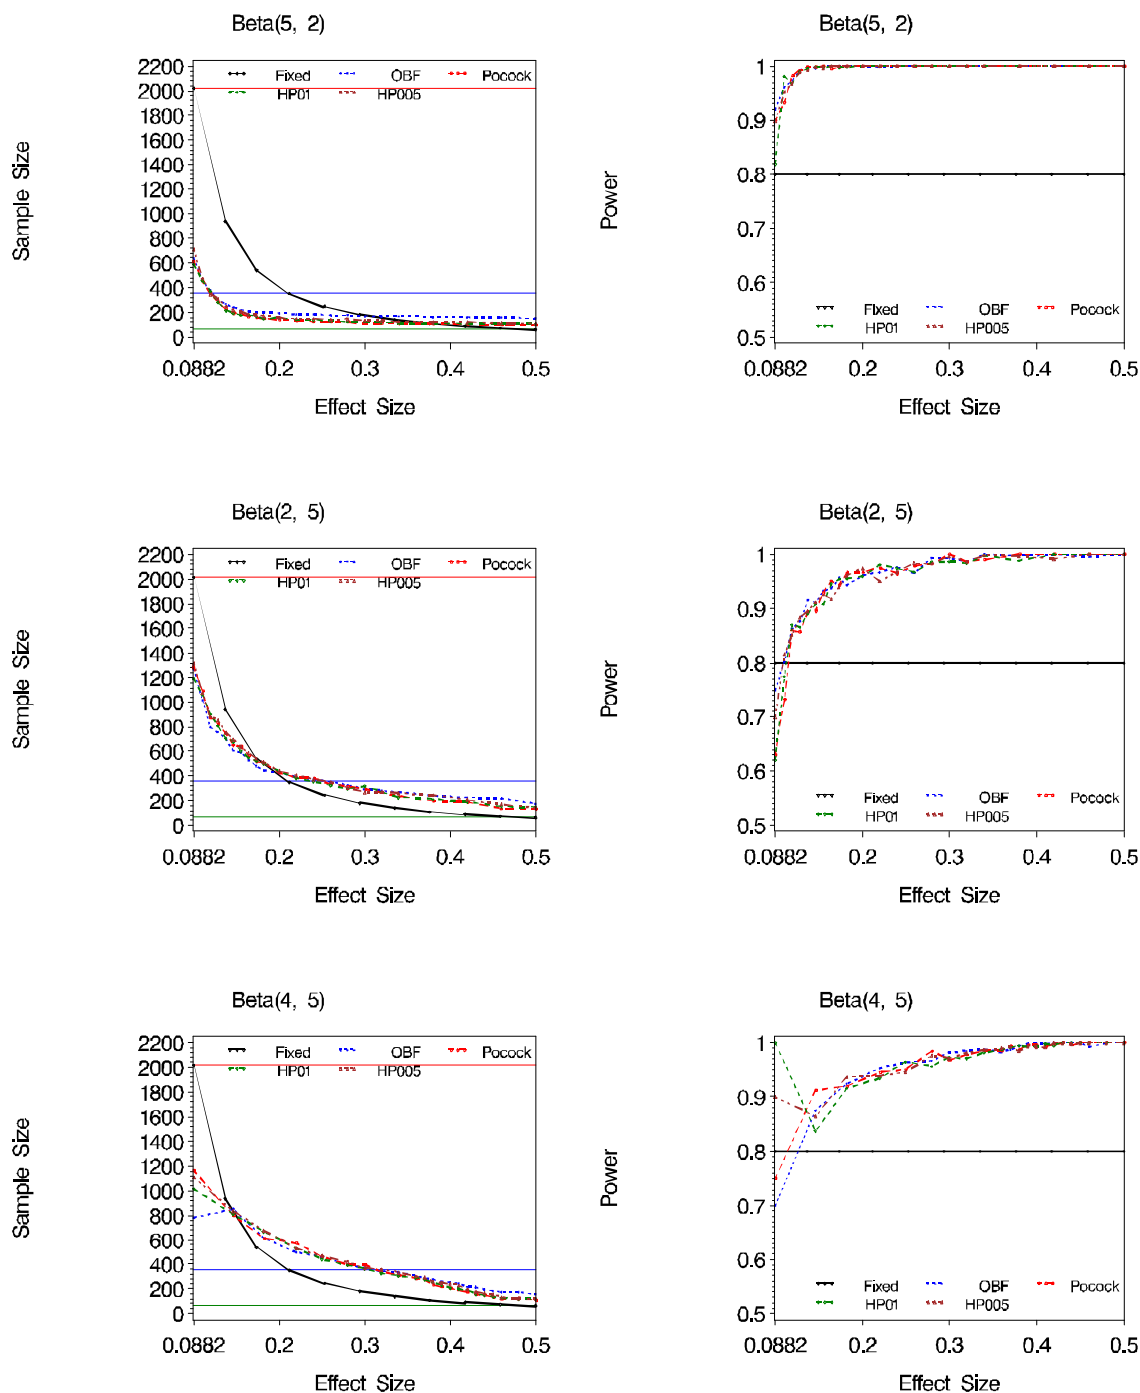 Beta(5, 2)
Sample Size
2200
2000
1800
1600
1400
1200
1000
800
600
400
200
0
Fixed OBF Pocock
HP01 HP005
0.0882 0.2 0.3 0.4 0.5
Effect Size
Beta(5, 2)
Power
1
0.9
0.8
0.7
0.6
0.5
Fixed OBF Pocock
HP01 HP005
0.0882 0.2 0.3 0.4 0.5
Effect Size
Beta(2, 5)
Sample Size
2200
2000
1800
1600
1400
1200
1000
800
600
400
200
0
Fixed OBF Pocock
HP01 HP005
0.0882 0.2 0.3 0.4 0.5
Effect Size
Beta(2, 5)
Power
1
0.9
0.8
0.7
0.6
0.5
Fixed OBF Pocock
HP01 HP005
0.0882 0.2 0.3 0.4 0.5
Effect Size
Beta(4, 5)
Sample Size
2200
2000
1800
1600
1400
1200
1000
800
600
400
200
0
Fixed OBF Pocock
HP01 HP005
0.0882 0.2 0.3 0.4 0.5
Effect Size
Beta(4, 5)
Power
1
0.9
0.8
0.7
0.6
0.5
Fixed OBF Pocock
HP01 HP005
0.0882 0.2 0.3 0.4 0.5
Effect Size